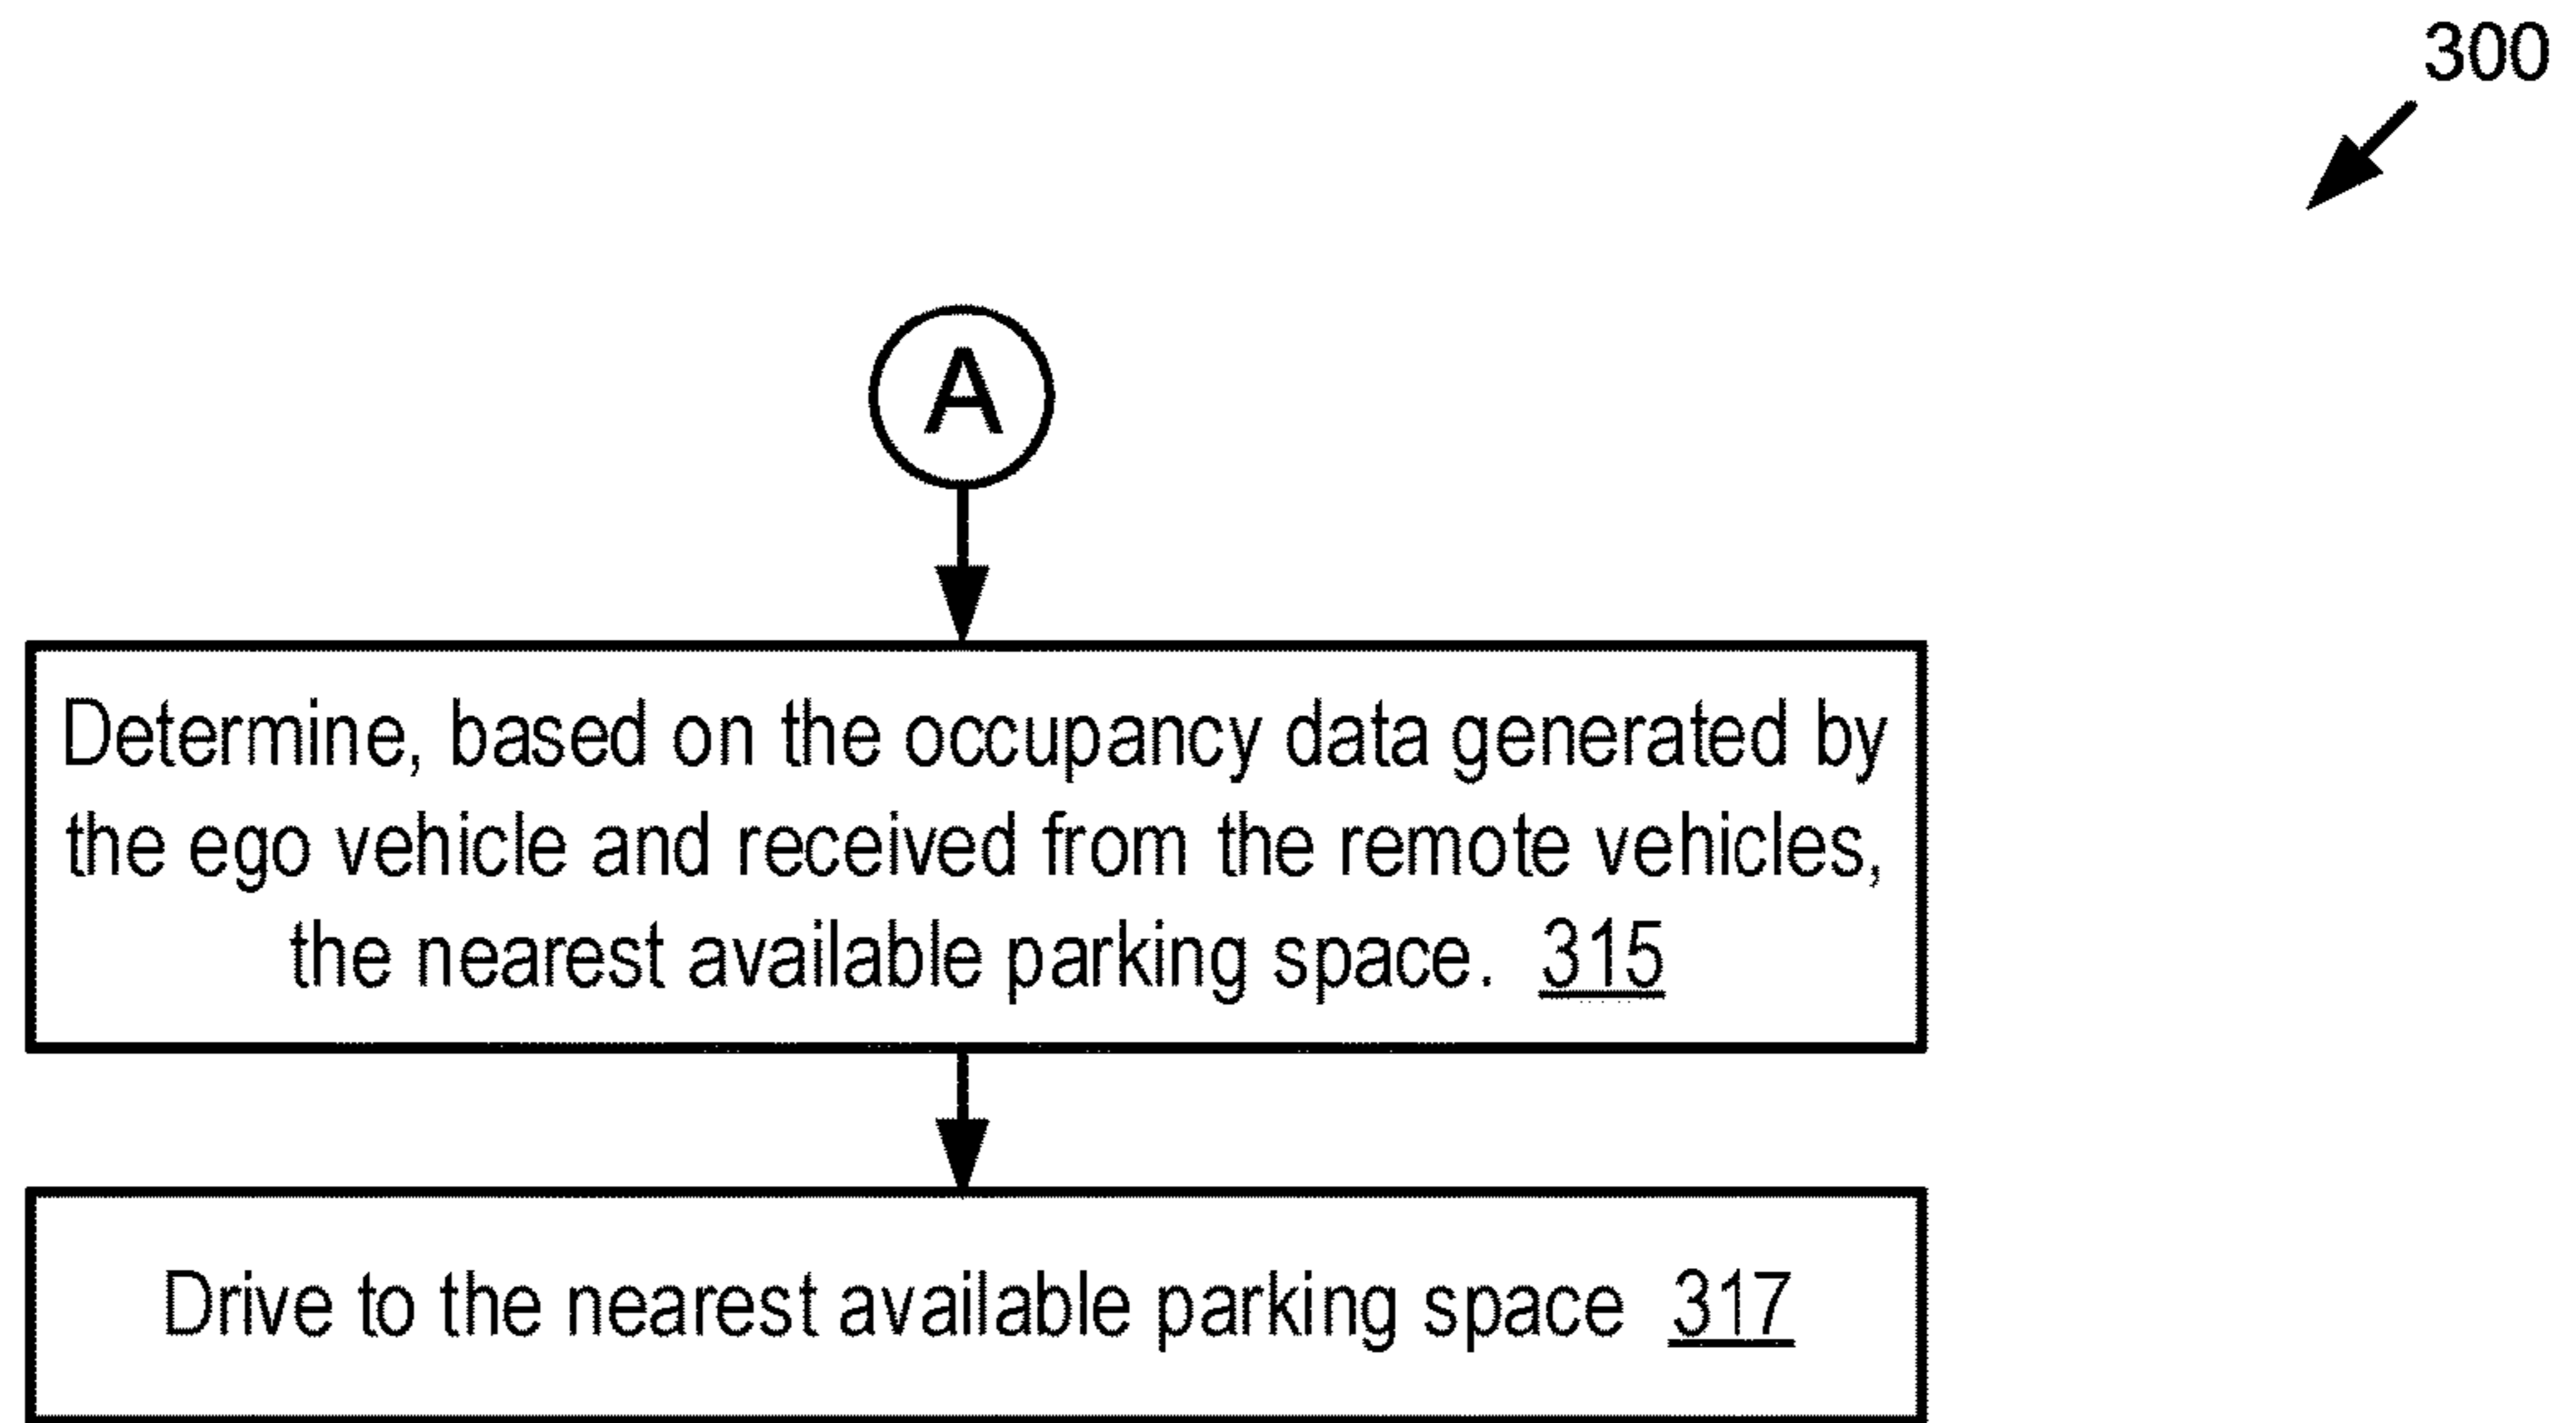 300
A
Determine, based on the occupancy data generated by
the ego vehicle and received from the remote vehicles,
the nearest available parking space. 315
Drive to the nearest available parking space 317